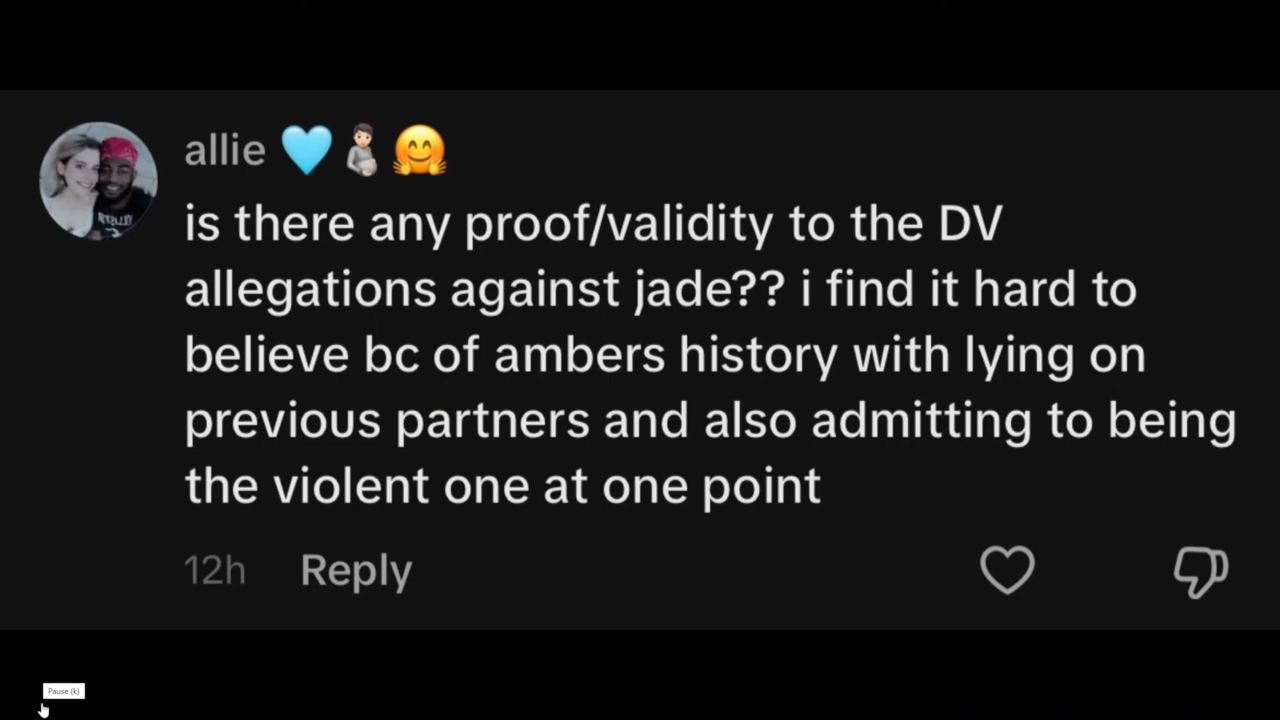 allie 🩵🫃🏻🤗
is there any proof/validity to the DV
allegations against jade?? i find it hard to
believe bc of ambers history with lying on
previous partners and also admitting to being
the violent one at one point
12h Reply
Pause (k)